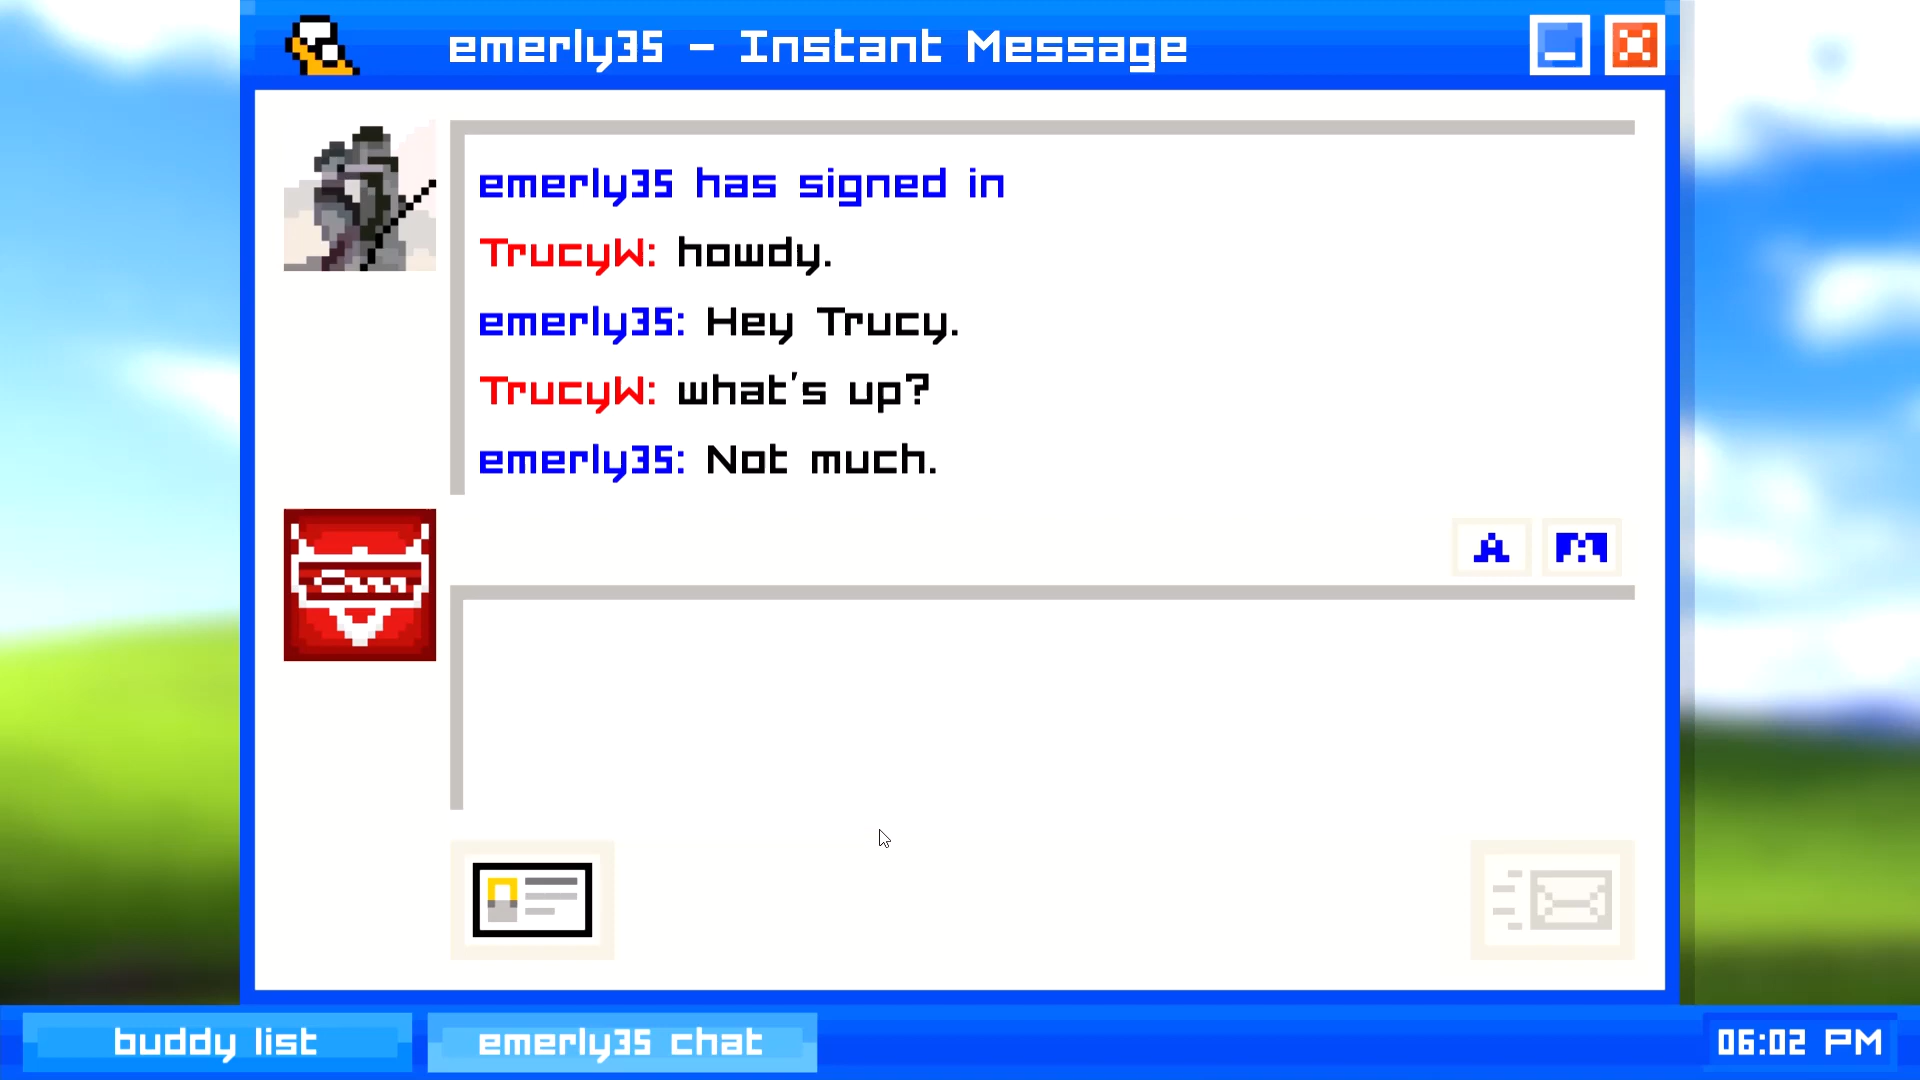 emerly35 - Instant Message
emerly35 has signed in
TrucyW: howdy.
emerly35: Hey Trucy.
TrucyW: what's up?
emerly35: Not much.
A
buddy list
emerly35 chat
06:02 PM